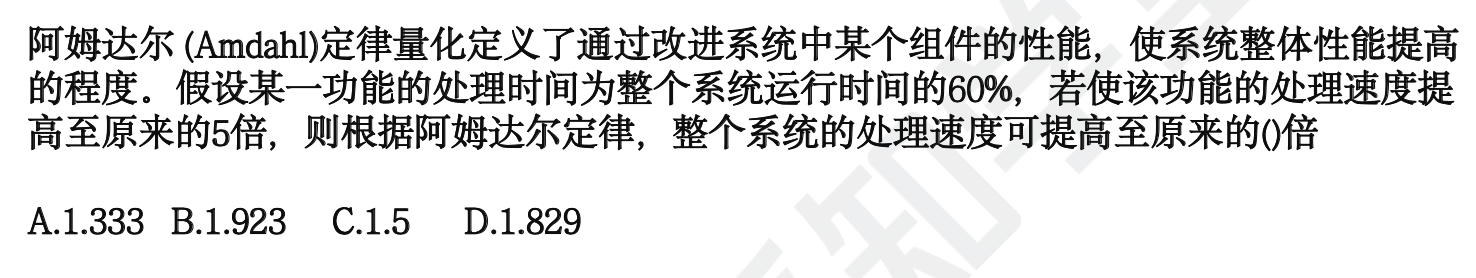 阿姆达尔 (Amdahl)定律量化定义了通过改进系统中某个组件的性能，使系统整体性能提高
的程度。假设某一功能的处理时间为整个系统运行时间的60%，若使该功能的处理速度提
高至原来的5倍，则根据阿姆达尔定律，整个系统的处理速度可提高至原来的()倍
A.1.333 B.1.923 C.1.5 D.1.829